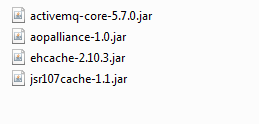 activemq-core-5.7.0.jar
aopalliance-1.0.jar
ehcache-2.10.3.jar
jsr107cache-1.1.jar